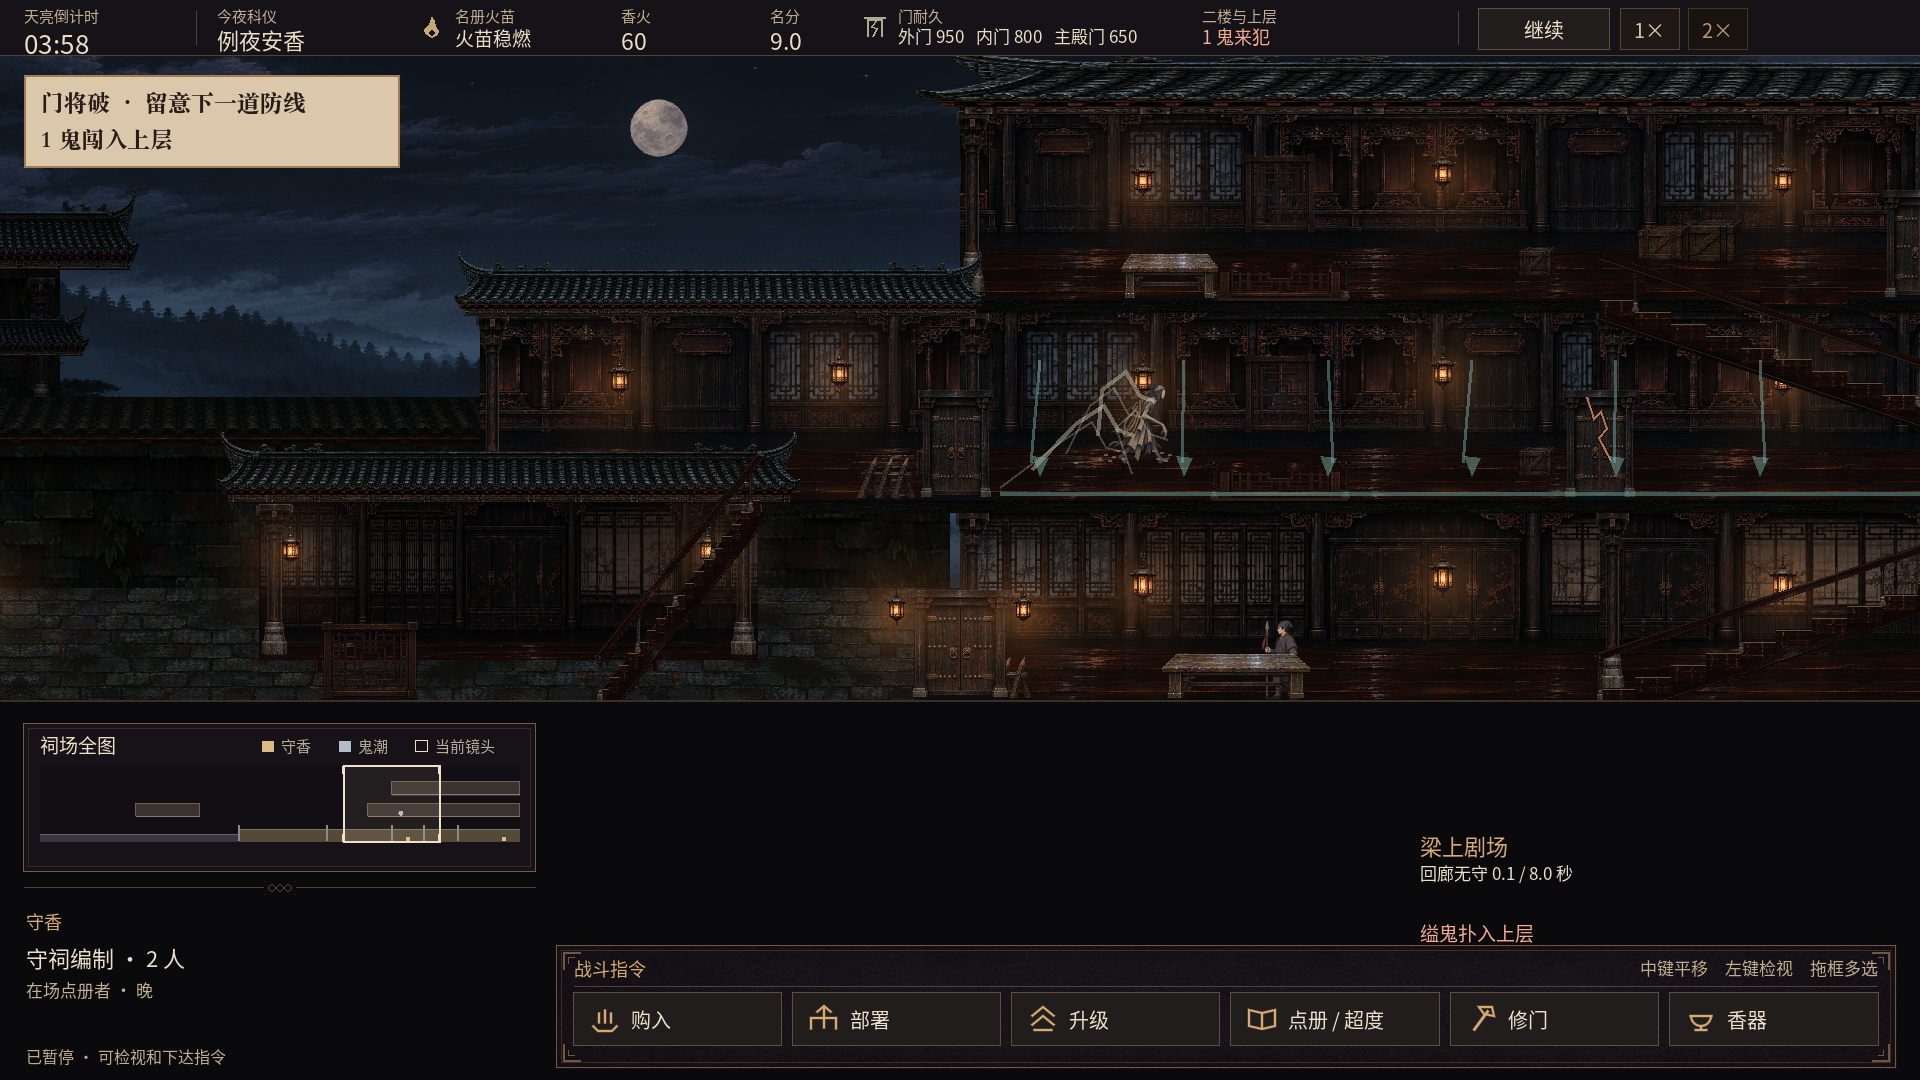 天亮倒计时
03:58
今夜科仪
例夜安香
名册火苗
火苗稳燃
香火
60
名分
9.0
门耐久
外门 950 内门 800 主殿门 650
二楼与上层
1 鬼来犯
继续
1×
2×
门将破 · 留意下一道防线
1 鬼闯入上层
祠场全图
守香
鬼潮
当前镜头
守香
守祠编制 · 2 人
在场点册者 · 晚
已暂停 · 可检视和下达指令
梁上剧场
回廊无守 0.1 / 8.0 秒
缢鬼扑入上层
战斗指令
中键平移 左键检视 拖框多选
购入
部署
升级
点册 / 超度
修门
香器